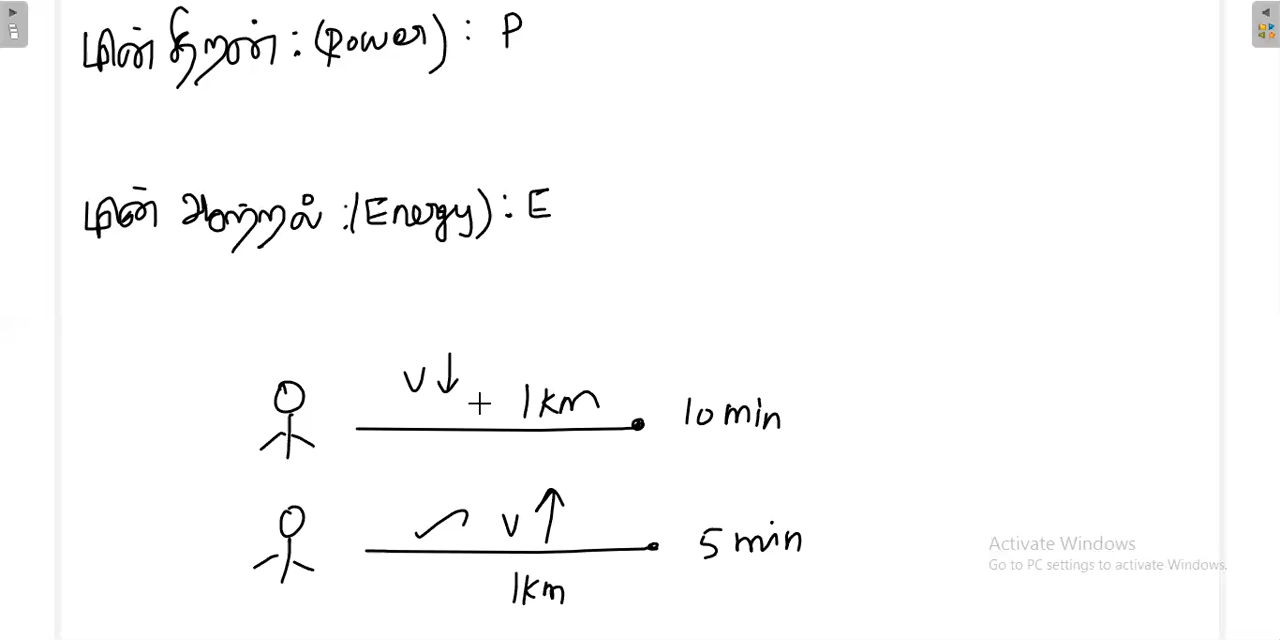 மின் திறன் : (Power) : P
மின் ஆற்றல் : (Energy) : E
V↓ 1km 10 min
V↑ 5 min
1km
Activate Windows
Go to PC settings to activate Windows.